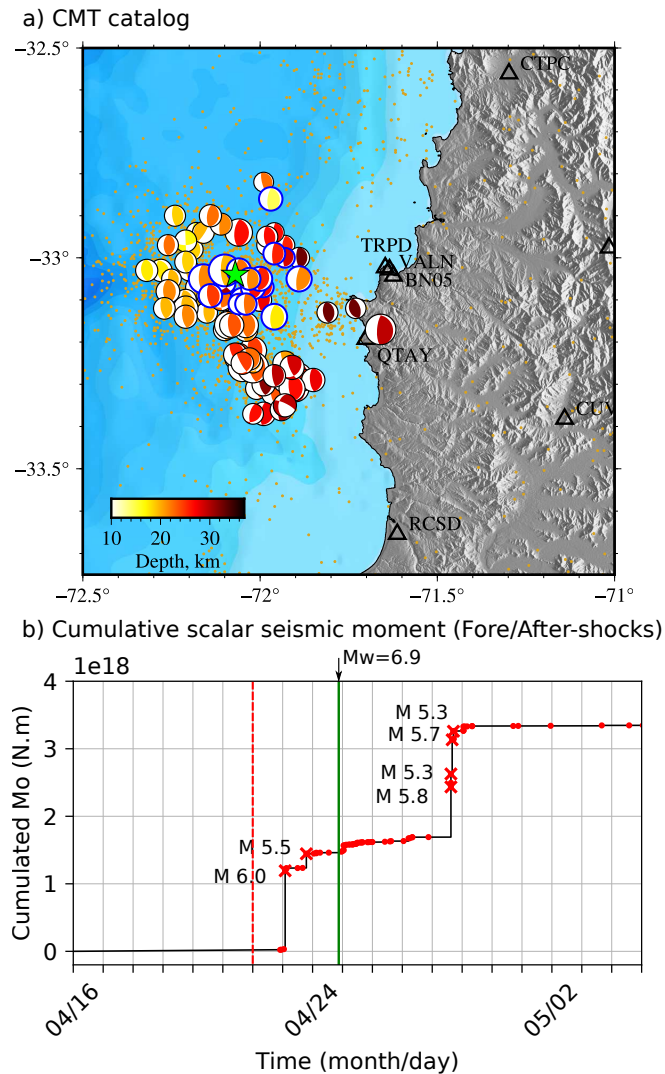 a) CMT catalog
−32.5°
CTPC
−33°
TRPD
VALN
BN05
QTAY
CUV
−33.5°
RCSD
10 20 30
Depth, km
−72.5° −72° −71.5° −71°
b) Cumulative scalar seismic moment (Fore/After-shocks)
1e18
Mw=6.9
4
3
2
1
0
Cumulated Mo (N.m)
M 5.3
M 5.7
M 5.3
M 5.8
M 5.5
M 6.0
04/16 04/24 05/02
Time (month/day)